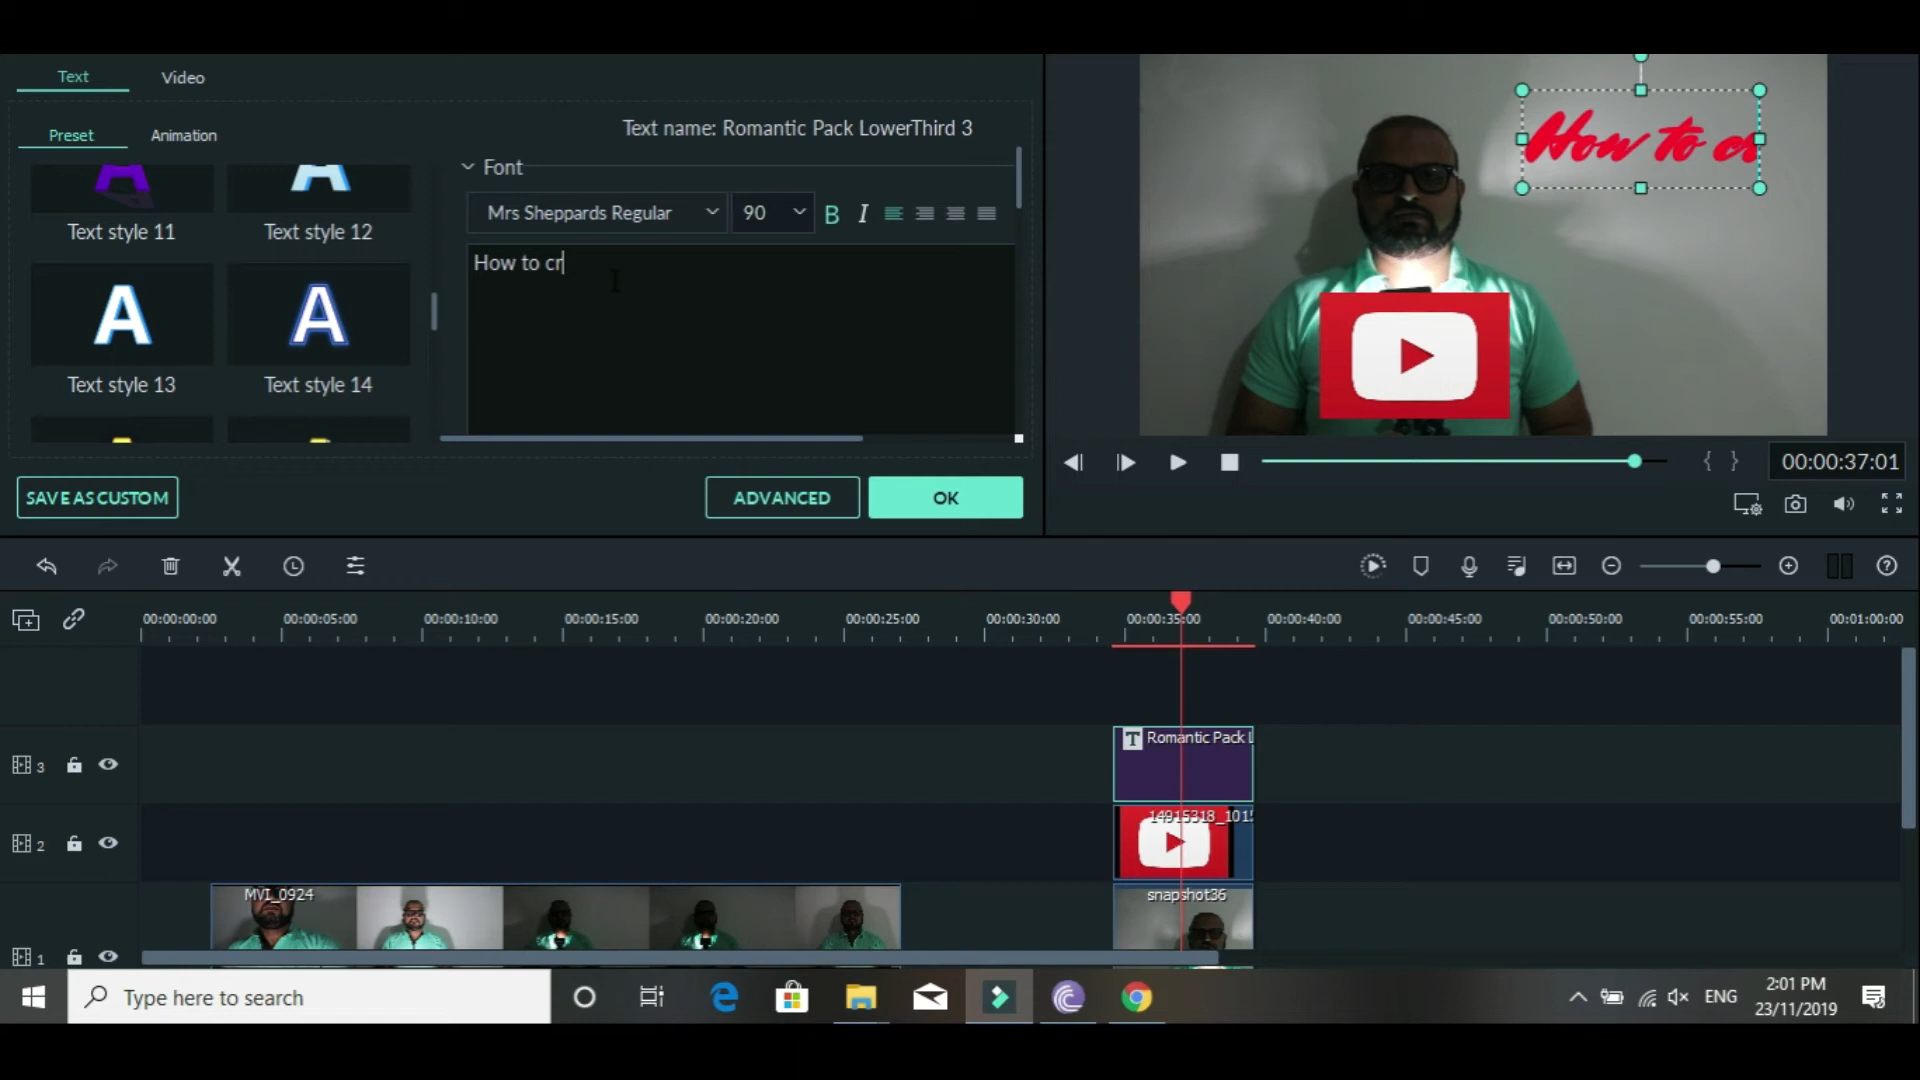 Text
Video
Preset
Animation
Text name: Romantic Pack LowerThird 3
Font
Mrs Sheppards Regular
90
B
I
How to cr
Text style 11
Text style 12
Text style 13
Text style 14
SAVE AS CUSTOM
ADVANCED
OK
How to cr
{ }
00:00:37:01
00:00:00:00
00:00:05:00
00:00:10:00
00:00:15:00
00:00:20:00
00:00:25:00
00:00:30:00
00:00:35:00
00:00:40:00
00:00:45:00
00:00:50:00
00:00:55:00
00:01:00:00
3
T
Romantic Pack L
2
14915318_101
MVI_0924
snapshot36
1
Type here to search
ENG
2:01 PM
23/11/2019